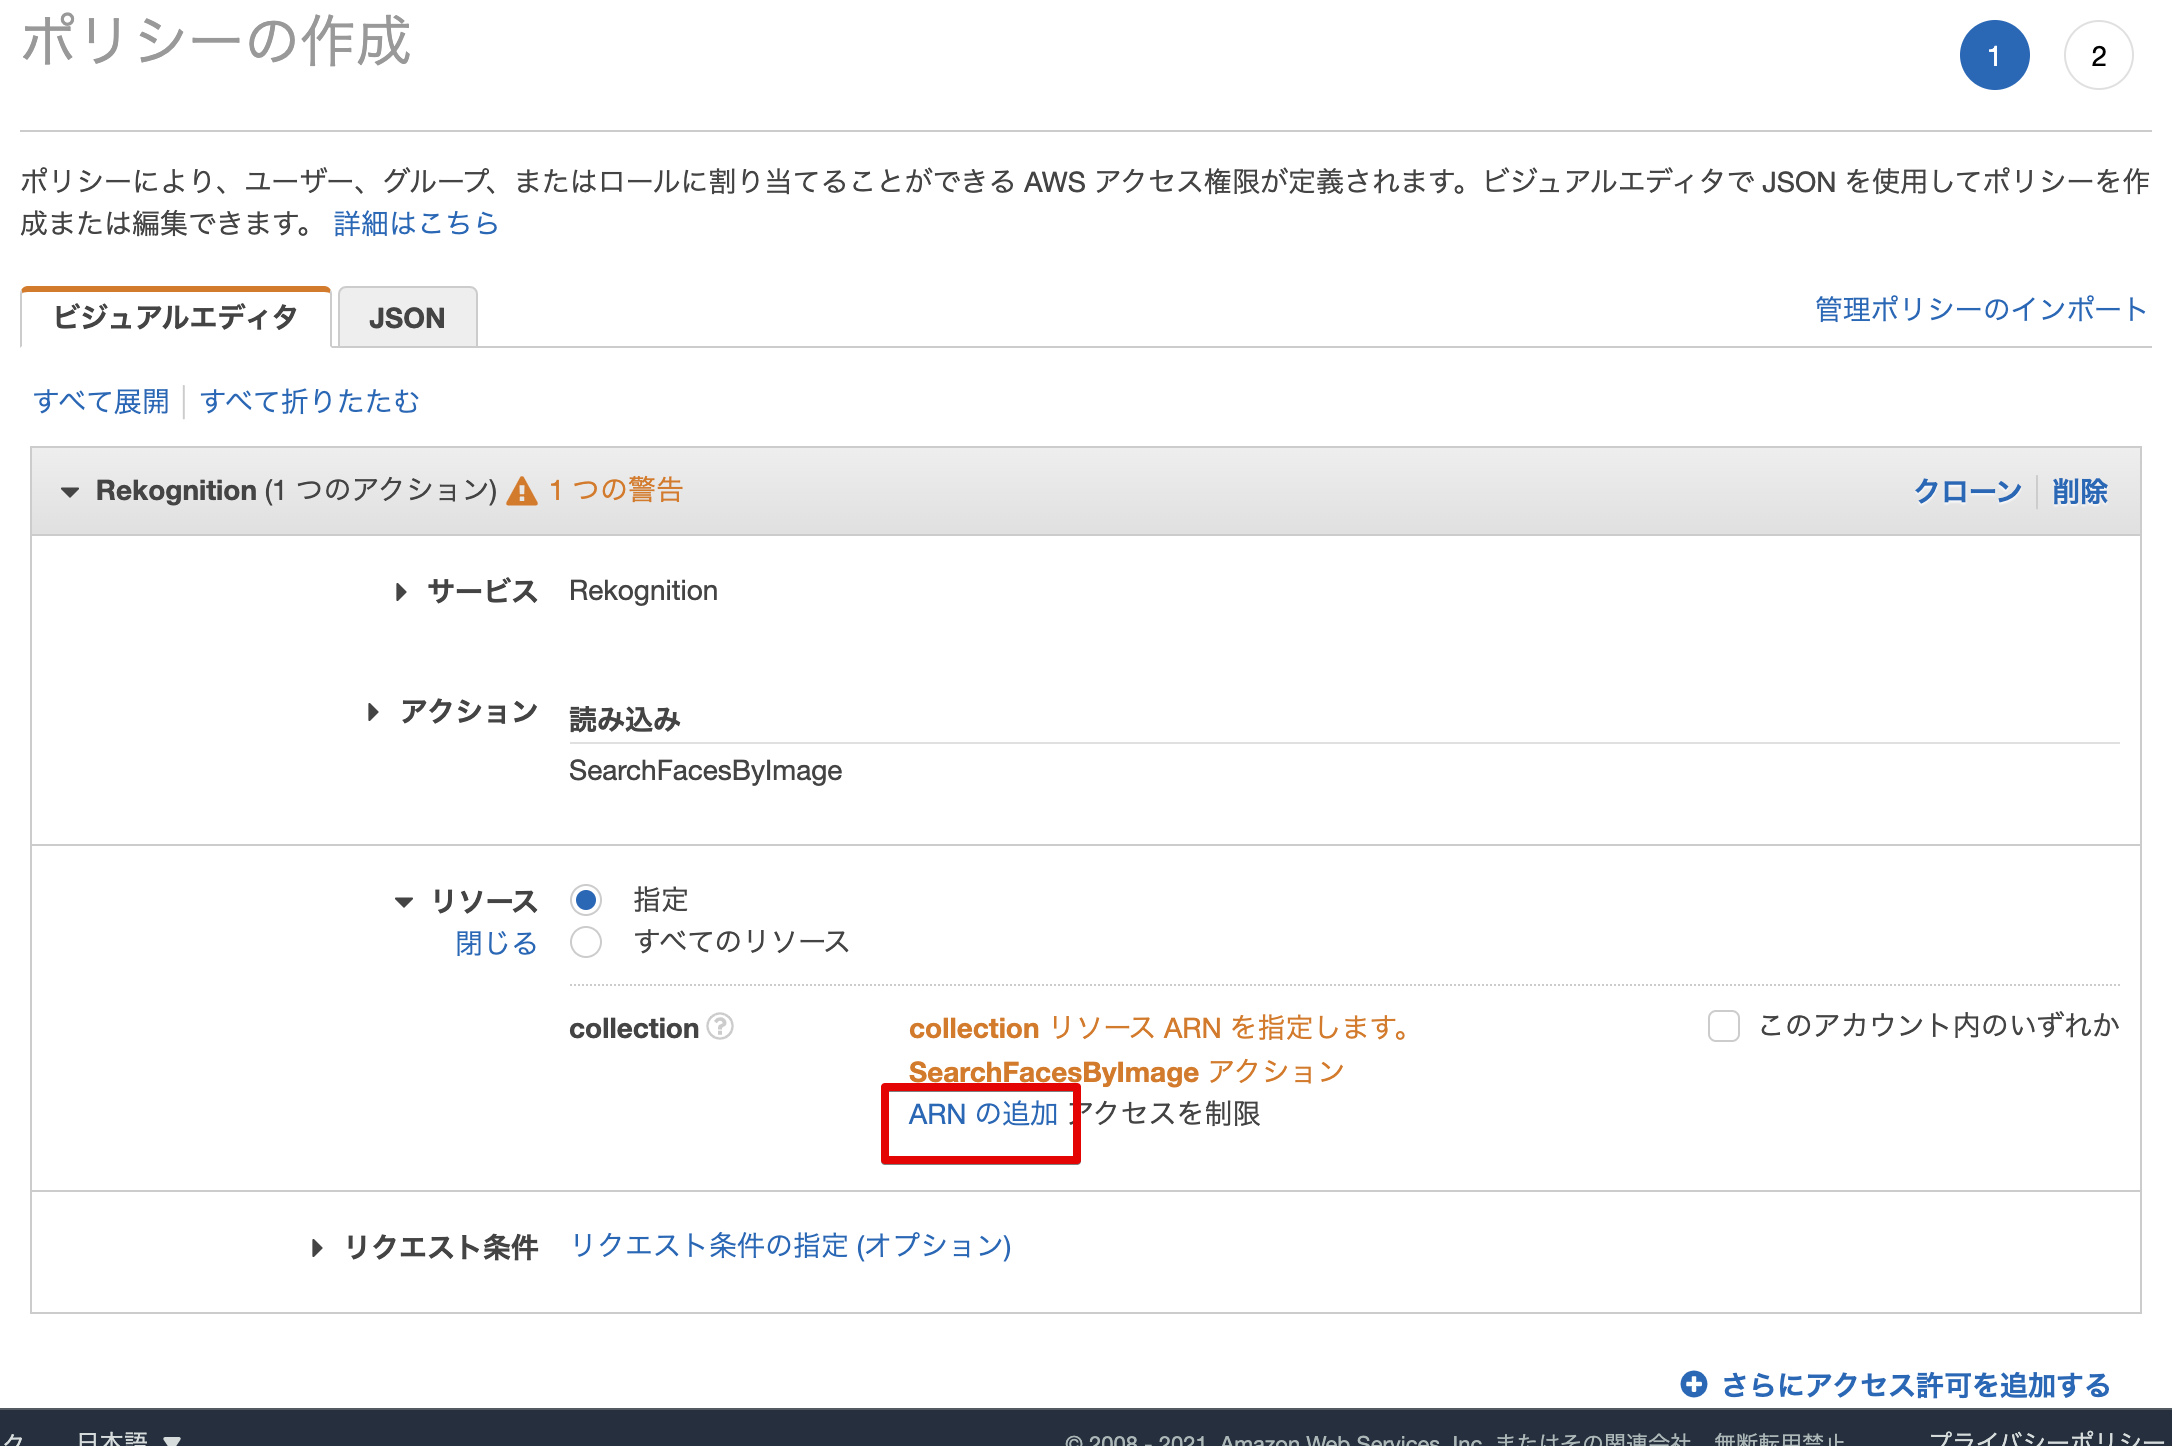 ポリシーの作成
1
2
ポリシーにより、ユーザー、グループ、またはロールに割り当てることができる AWS アクセス権限が定義されます。ビジュアルエディタで JSON を使用してポリシーを作
成または編集できます。 詳細はこちら
ビジュアルエディタ
JSON
管理ポリシーのインポート
すべて展開 | すべて折りたたむ
Rekognition (1 つのアクション) 1 つの警告
クローン | 削除
サービス Rekognition
アクション 読み込み
SearchFacesByImage
リソース 指定
閉じる すべてのリソース
collection ? collection リソース ARN を指定します。 このアカウント内のいずれか
SearchFacesByImage アクション
ARN の追加 アクセスを制限
リクエスト条件 リクエスト条件の指定 (オプション)
さらにアクセス許可を追加する
ク 日本語 © 2008 - 2021, Amazon Web Services, Inc. またはその関連会社。無断転用禁止。 プライバシーポリシー